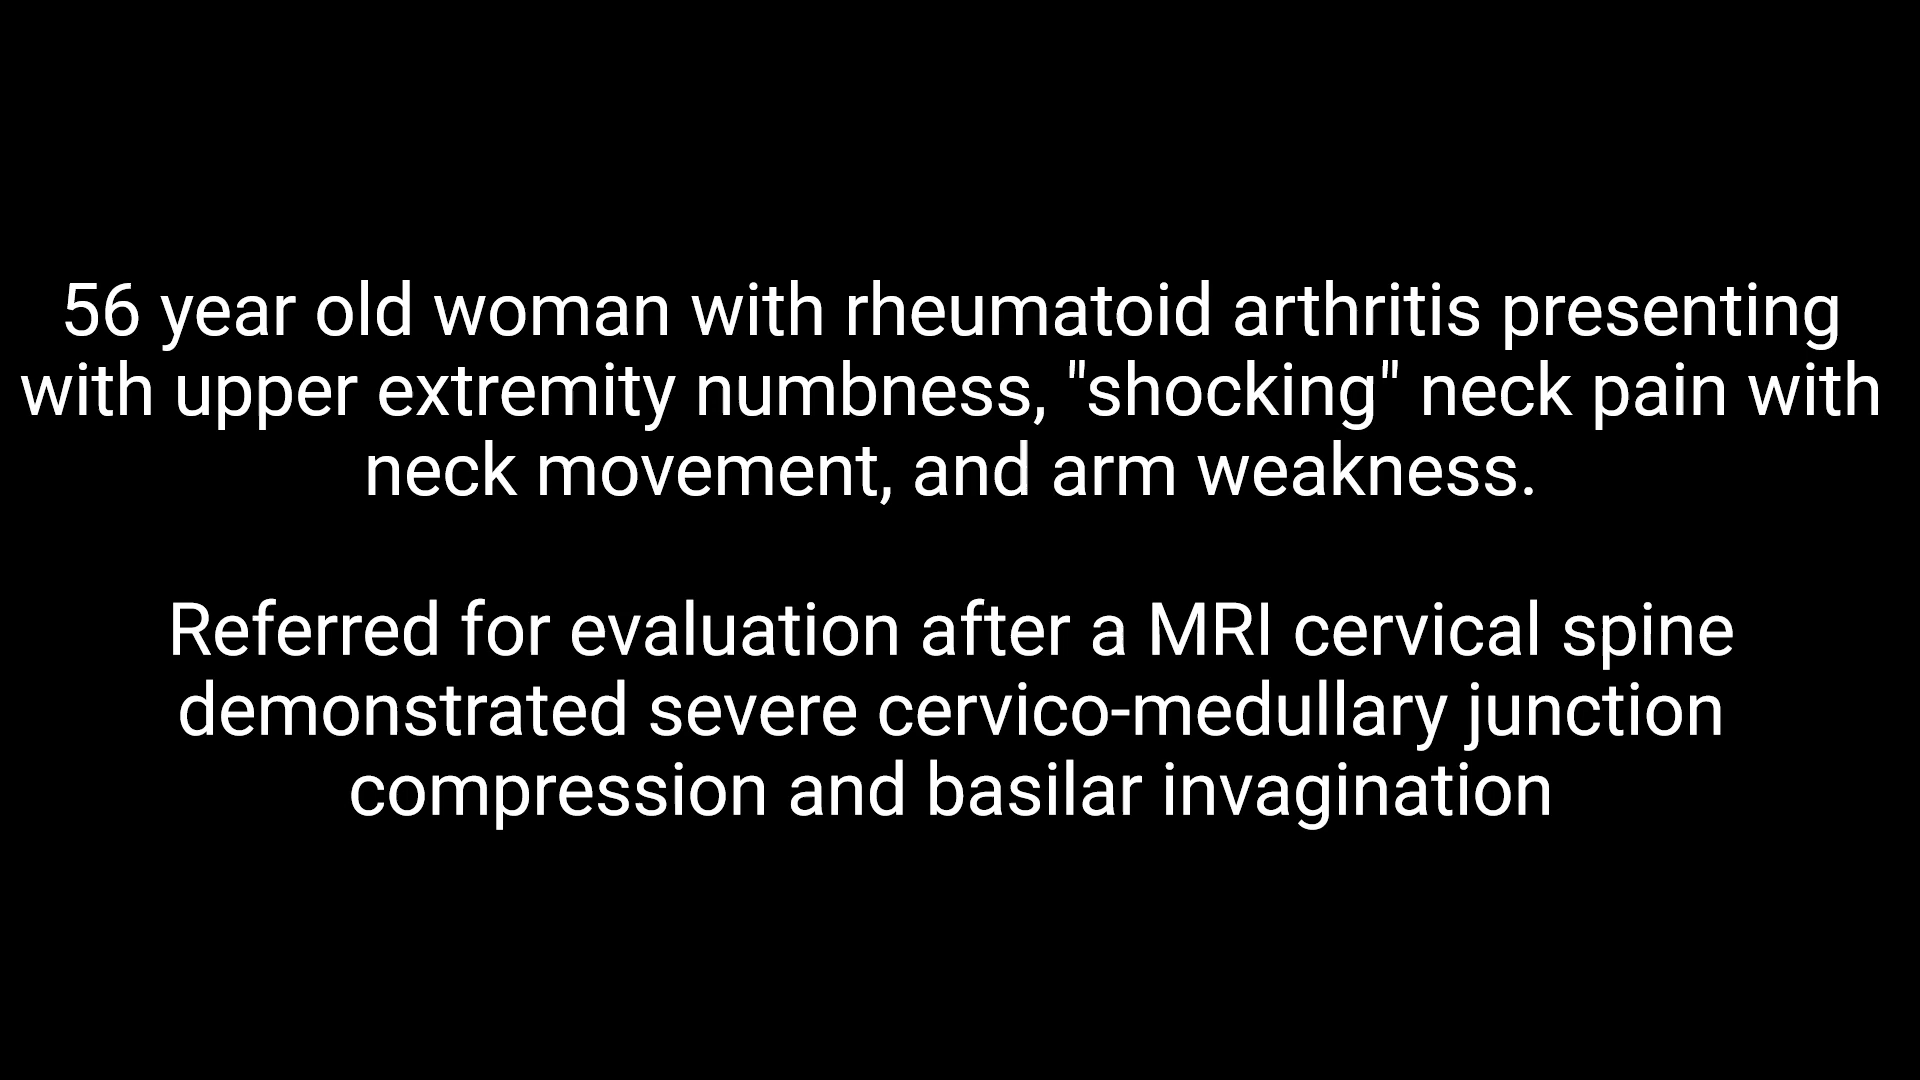 56 year old woman with rheumatoid arthritis presenting
with upper extremity numbness, "shocking" neck pain with
neck movement, and arm weakness.
Referred for evaluation after a MRI cervical spine
demonstrated severe cervico-medullary junction
compression and basilar invagination